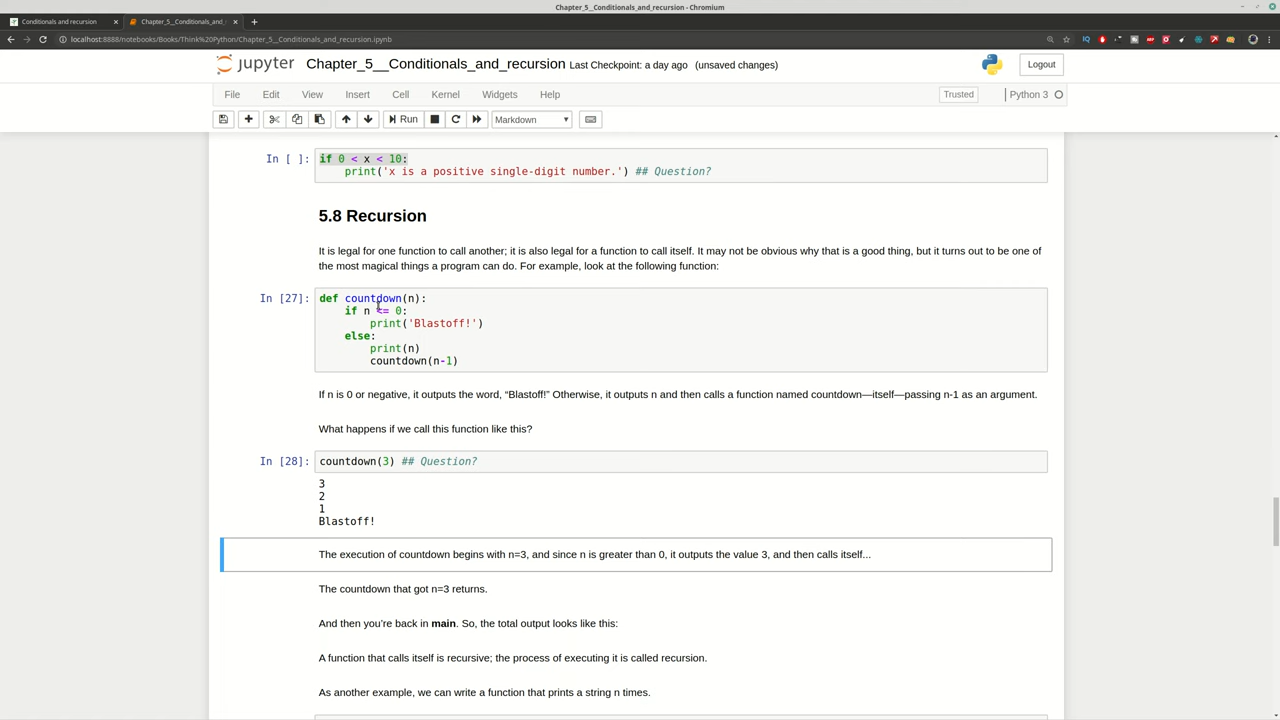 Chapter_5__Conditionals_and_recursion - Chromium
Conditionals and recursion
Chapter_5__Conditionals_and_
localhost:8888/notebooks/Books/Think%20Python/Chapter_5__Conditionals_and_recursion.ipynb
jupyter Chapter_5__Conditionals_and_recursion Last Checkpoint: a day ago (unsaved changes)
Logout
File Edit View Insert Cell Kernel Widgets Help
Trusted
Python 3
Run
Markdown
In [ ]: if 0 < x < 10:
print('x is a positive single-digit number.') ## Question?
5.8 Recursion
It is legal for one function to call another; it is also legal for a function to call itself. It may not be obvious why that is a good thing, but it turns out to be one of
the most magical things a program can do. For example, look at the following function:
In [27]: def countdown(n):
if n <= 0:
print('Blastoff!')
else:
print(n)
countdown(n-1)
If n is 0 or negative, it outputs the word, “Blastoff!” Otherwise, it outputs n and then calls a function named countdown—itself—passing n-1 as an argument.
What happens if we call this function like this?
In [28]: countdown(3) ## Question?
3
2
1
Blastoff!
The execution of countdown begins with n=3, and since n is greater than 0, it outputs the value 3, and then calls itself...
The countdown that got n=3 returns.
And then you’re back in main. So, the total output looks like this:
A function that calls itself is recursive; the process of executing it is called recursion.
As another example, we can write a function that prints a string n times.